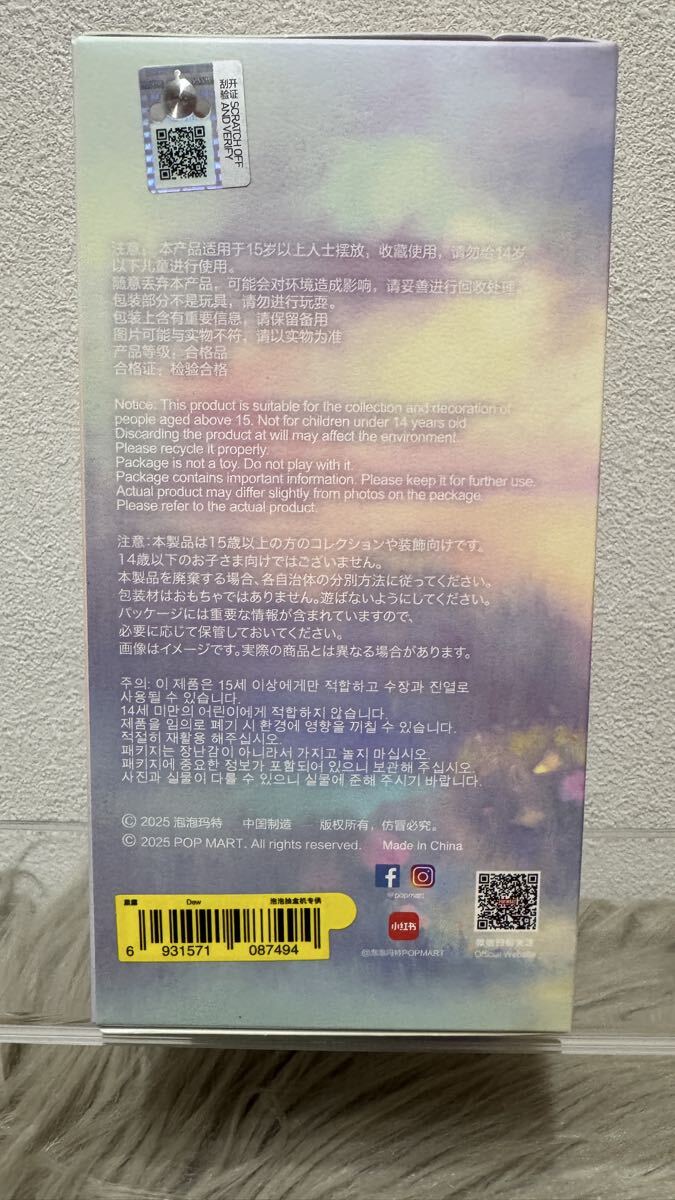 开证 SCRATCH OFF
刮验 AND VERIFY
注意： 本产品适用于15岁以上人士摆放，收藏使用，请勿给14岁
以下儿童进行使用。
随意丢弃本产品，可能会对环境造成影响，请妥善进行回收处理。
包装部分不是玩具，请勿进行玩耍。
包装上含有重要信息，请保留备用
图片可能与实物不符，请以实物为准
产品等级：合格品
合格证：检验合格
Notice: This product is suitable for the collection and decoration of
people aged above 15. Not for children under 14 years old
Discarding the product at will may affect the environment.
Please recycle it properly.
Package is not a toy. Do not play with it.
Package contains important information. Please keep it for further use.
Actual product may differ slightly from photos on the package.
Please refer to the actual product.
注意：本製品は15歳以上の方のコレクションや装飾向けです。
14歳以下のお子さま向けではございません。
本製品を廃棄する場合、各自治体の分別方法に従ってください。
包装材はおもちゃではありません。遊ばないようにしてください。
パッケージには重要な情報が含まれていますので、
必要に応じて保管しておいてください。
画像はイメージです。実際の商品とは異なる場合があります。
주의: 이 제품은 15세 이상에게만 적합하고 수장과 진열로
사용될 수 있습니다.
14세 미만의 어린이에게 적합하지 않습니다.
제품을 임의로 폐기 시 환경에 영향을 끼칠 수 있습니다.
적절히 재활용 해주십시오.
패키지는 장난감이 아니라서 가지고 놀지 마십시오
패키지에 중요한 정보가 포함되어 있으니 보관해 주십시오.
사진과 실물이 다를 수 있으니 실물에 준해 주시기 바랍니다.
© 2025 泡泡玛特 中国制造 版权所有，仿冒必究。
© 2025 POP MART. All rights reserved. Made in China
@popmart
小红书
@泡泡玛特POPMART
Official Website
晨露 Dew 泡泡抽盒机专供
6 931571 087494